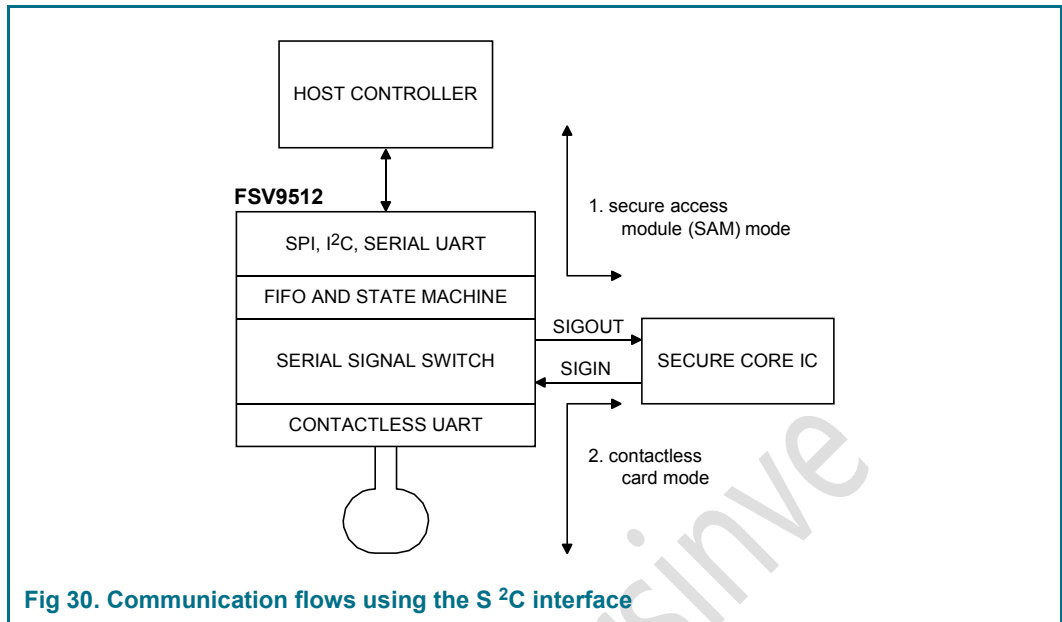 HOST CONTROLLER
FSV9512
SPI, I²C, SERIAL UART
FIFO AND STATE MACHINE
SERIAL SIGNAL SWITCH
CONTACTLESS UART
SIGOUT
SIGIN
SECURE CORE IC
1. secure access
module (SAM) mode
2. contactless
card mode
Fig 30. Communication flows using the S ²C interface
rsinve